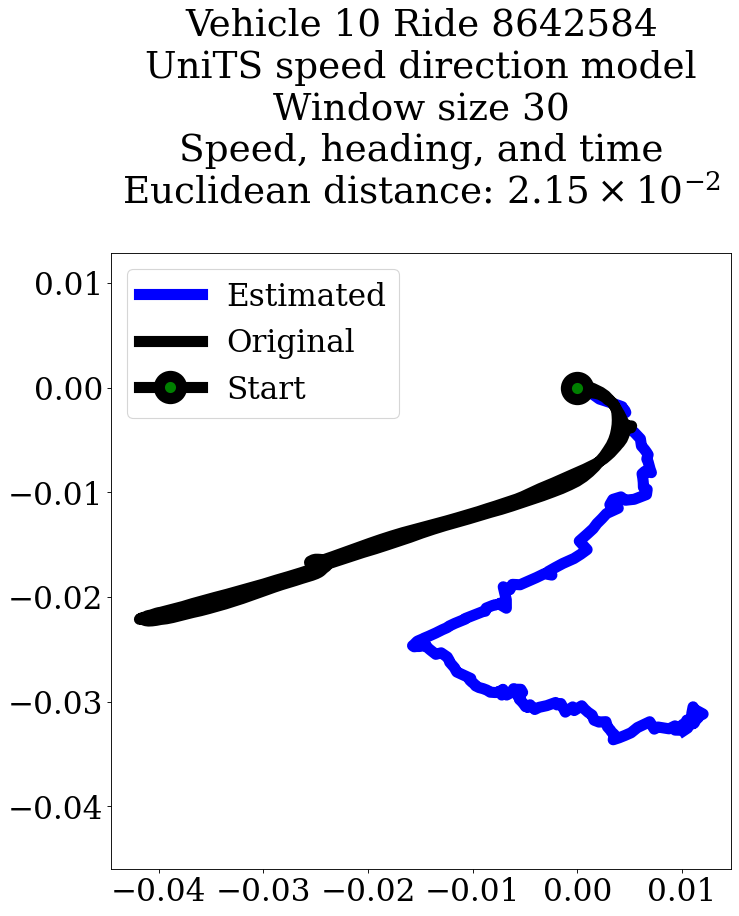 Vehicle 10 Ride 8642584
UniTS speed direction model
Window size 30
Speed, heading, and time
Euclidean distance: 2.15 × 10⁻²
Estimated
Original
Start
0.01
0.00
−0.01
−0.02
−0.03
−0.04
−0.04 −0.03 −0.02 −0.01 0.00 0.01